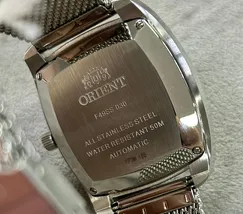 ORIENT
ALL STAINLESS STEEL
WATER RESISTANT 50M
AUTOMATIC